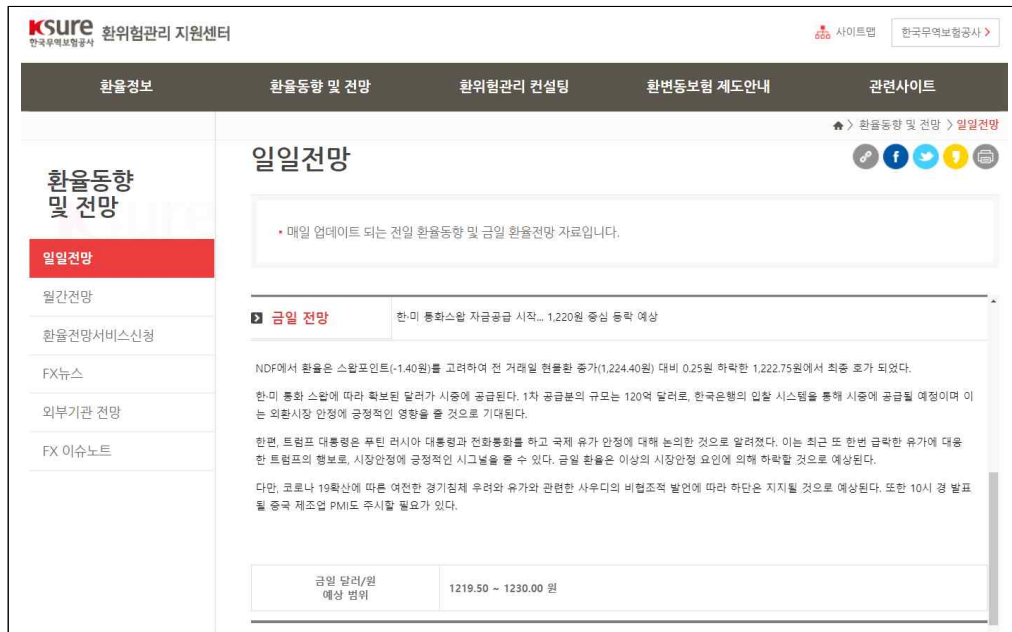 Ksure 한국무역보험공사 환위험관리 지원센터
사이트맵
한국무역보험공사
환율정보 환율동향 및 전망 환위험관리 컨설팅 환변동보험 제도안내 관련사이트
> 환율동향 및 전망 > 일일전망
환율동향
및 전망
일일전망
월간전망
환율전망서비스신청
FX뉴스
외부기관 전망
FX 이슈노트
일일전망
• 매일 업데이트 되는 전일 환율동향 및 금일 환율전망 자료입니다.
금일 전망 한·미 통화스왑 자금공급 시작... 1,220원 중심 등락 예상
NDF에서 환율은 스왑포인트(-1.40원)를 고려하여 전 거래일 현물환 종가(1,224.40원) 대비 0.25원 하락한 1,222.75원에서 최종 호가 되었다.
한·미 통화 스왑에 따라 확보된 달러가 시중에 공급된다. 1차 공급분의 규모는 120억 달러로, 한국은행의 입찰 시스템을 통해 시중에 공급될 예정이며 이
는 외환시장 안정에 긍정적인 영향을 줄 것으로 기대된다.
한편, 트럼프 대통령은 푸틴 러시아 대통령과 전화통화를 하고 국제 유가 안정에 대해 논의한 것으로 알려졌다. 이는 최근 또 한번 급락한 유가에 대응
한 트럼프의 행보로, 시장안정에 긍정적인 시그널을 줄 수 있다. 금일 환율은 이상의 시장안정 요인에 의해 하락할 것으로 예상된다.
다만, 코로나 19확산에 따른 여전한 경기침체 우려와 유가와 관련한 사우디의 비협조적 발언에 따라 하단은 지지될 것으로 예상된다. 또한 10시 경 발표
될 중국 제조업 PMI도 주시할 필요가 있다.
금일 달러/원
예상 범위
1219.50 ~ 1230.00 원